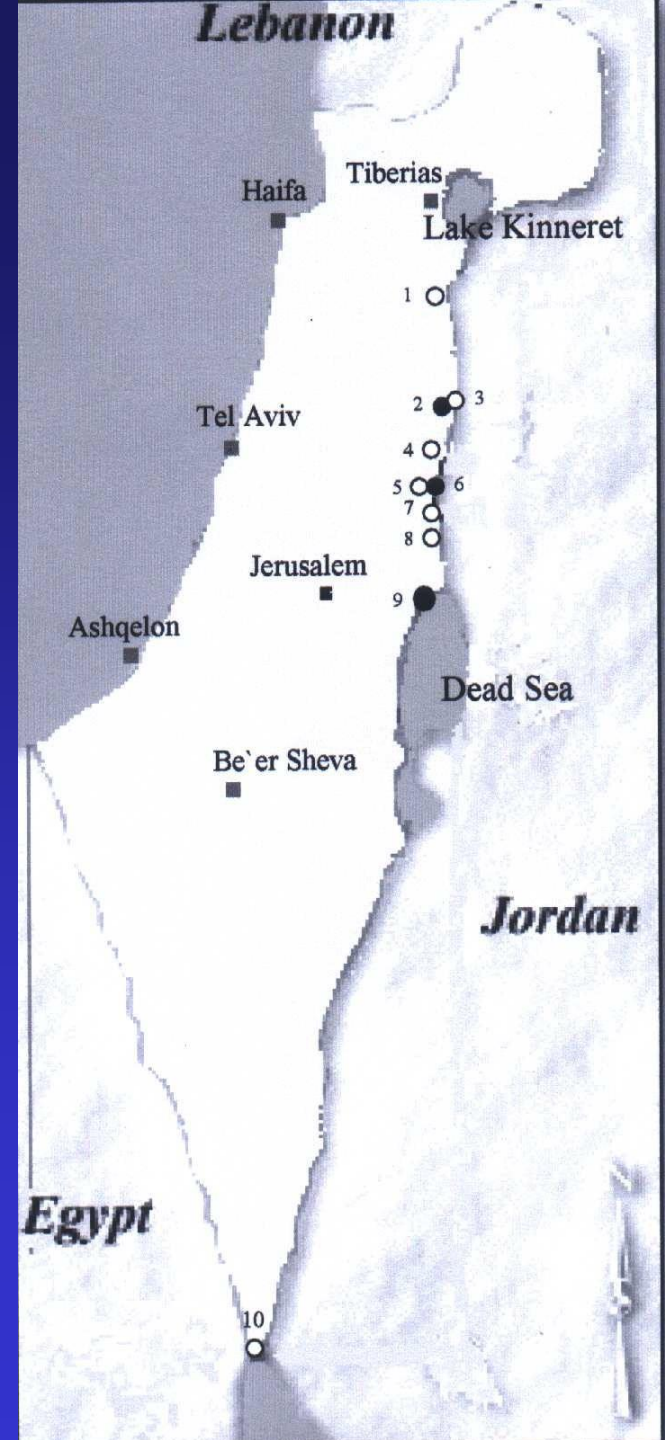 Lebanon
Tiberias
Haifa
Lake Kinneret
1
2 3
Tel Aviv
4
5 6
7
8
Jerusalem
9
Ashqelon
Dead Sea
Be`er Sheva
Jordan
Egypt
10